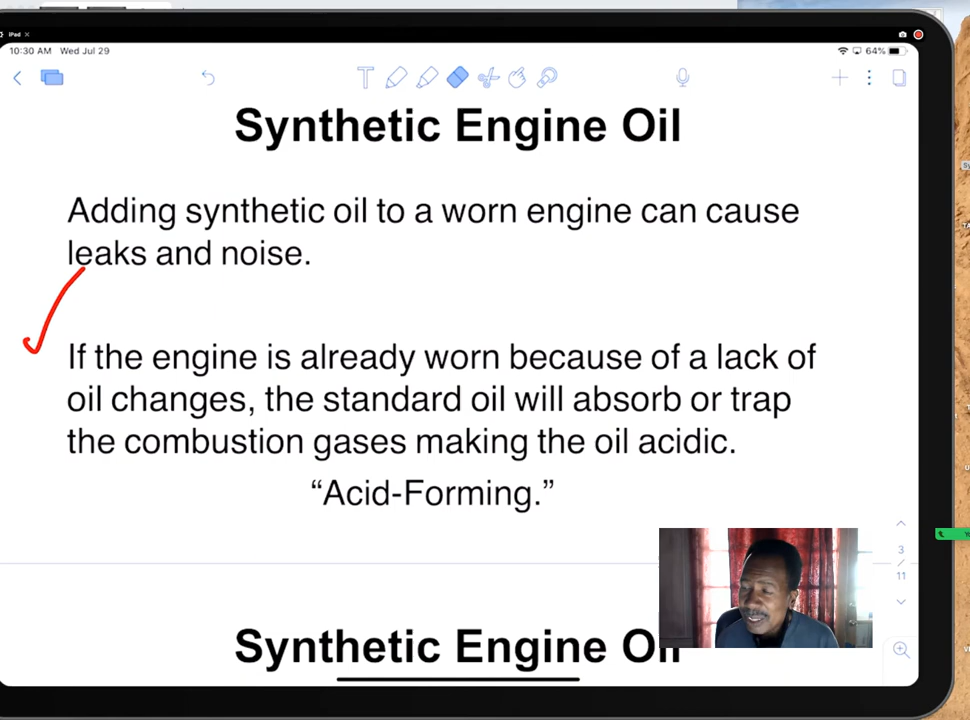 iPad
10:30 AM Wed Jul 29
64%
Synthetic Engine Oil
Adding synthetic oil to a worn engine can cause
leaks and noise.
If the engine is already worn because of a lack of
oil changes, the standard oil will absorb or trap
the combustion gases making the oil acidic.
“Acid-Forming.”
3
/
11
Synthetic Engine Oil